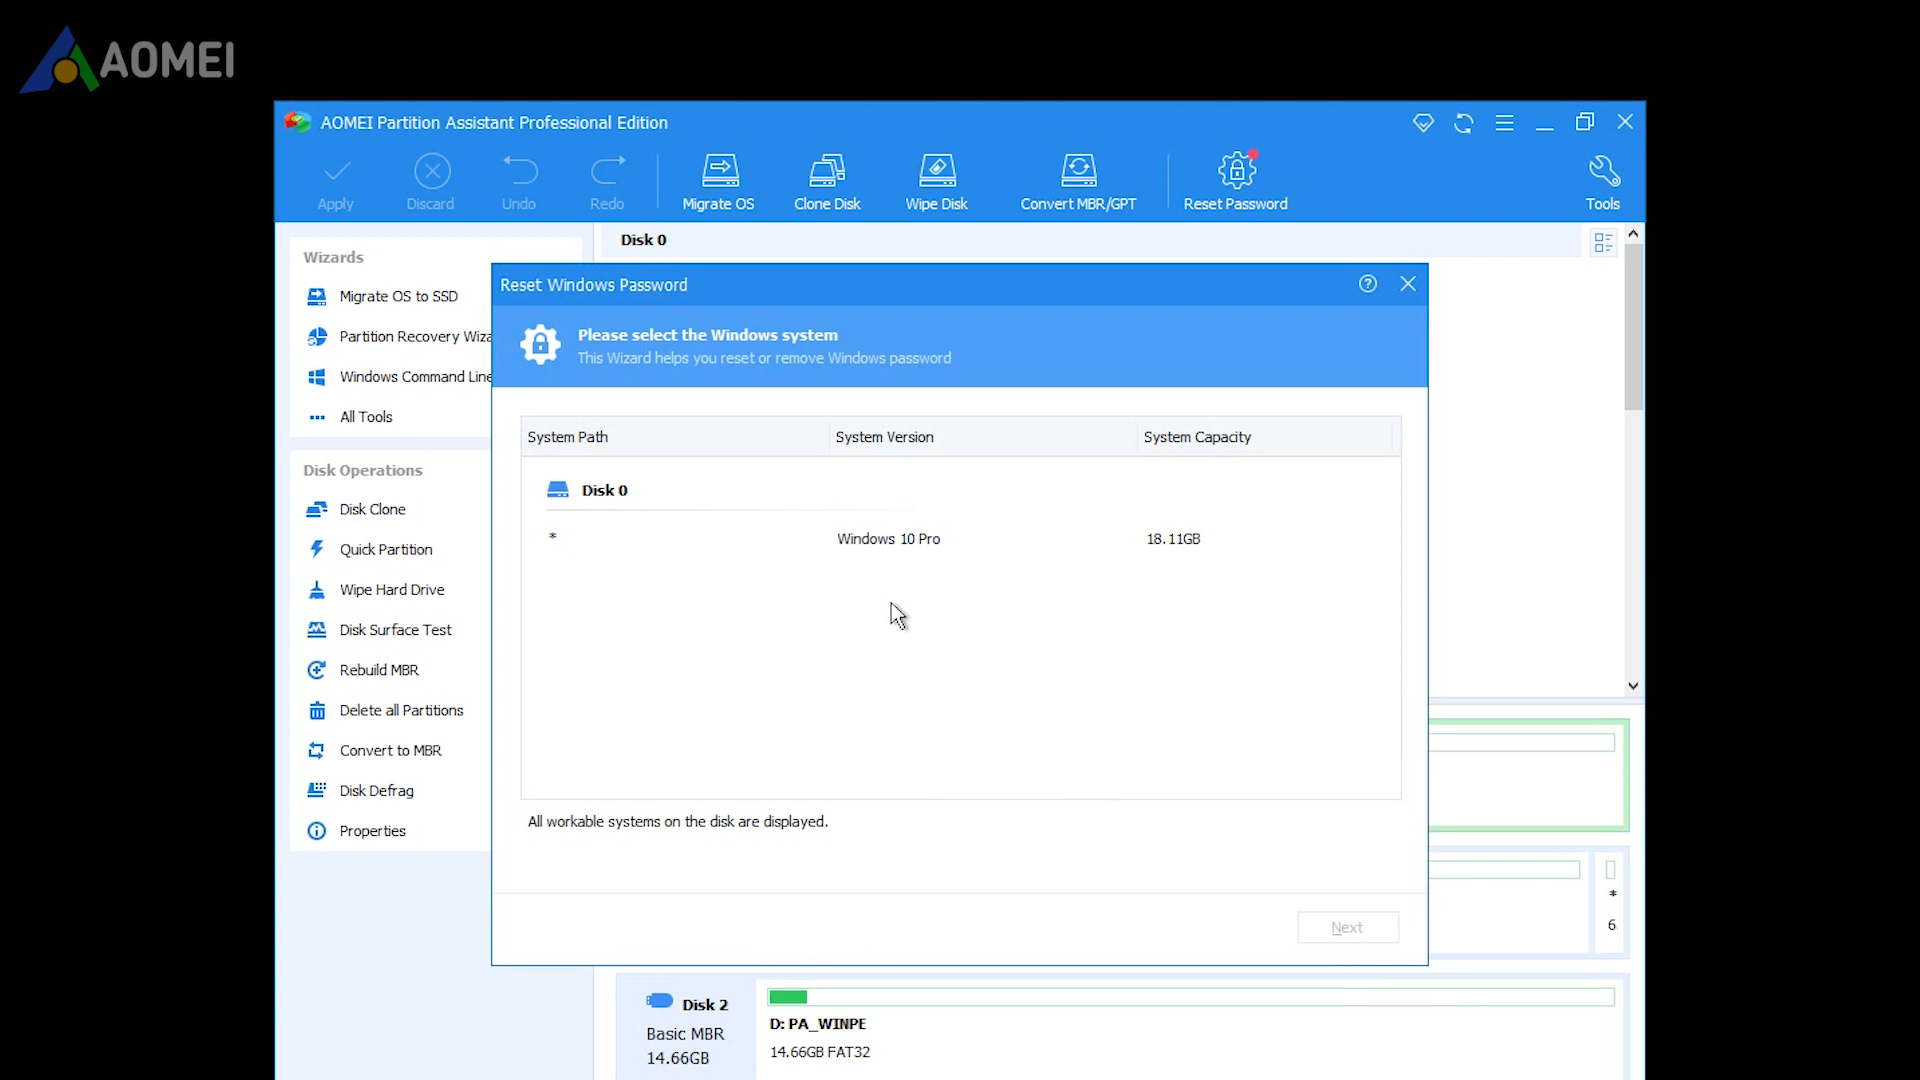 AOMEI
AOMEI Partition Assistant Professional Edition
Apply
Discard
Undo
Redo
Migrate OS
Clone Disk
Wipe Disk
Convert MBR/GPT
Reset Password
Tools
Wizards
Migrate OS to SSD
Partition Recovery Wiza
Windows Command Line
All Tools
Disk Operations
Disk Clone
Quick Partition
Wipe Hard Drive
Disk Surface Test
Rebuild MBR
Delete all Partitions
Convert to MBR
Disk Defrag
Properties
Disk 0
Reset Windows Password
Please select the Windows system
This Wizard helps you reset or remove Windows password
System Path System Version System Capacity
Disk 0
* Windows 10 Pro 18.11GB
All workable systems on the disk are displayed.
Next
*
6
Disk 2
Basic MBR
14.66GB
D: PA_WINPE
14.66GB FAT32